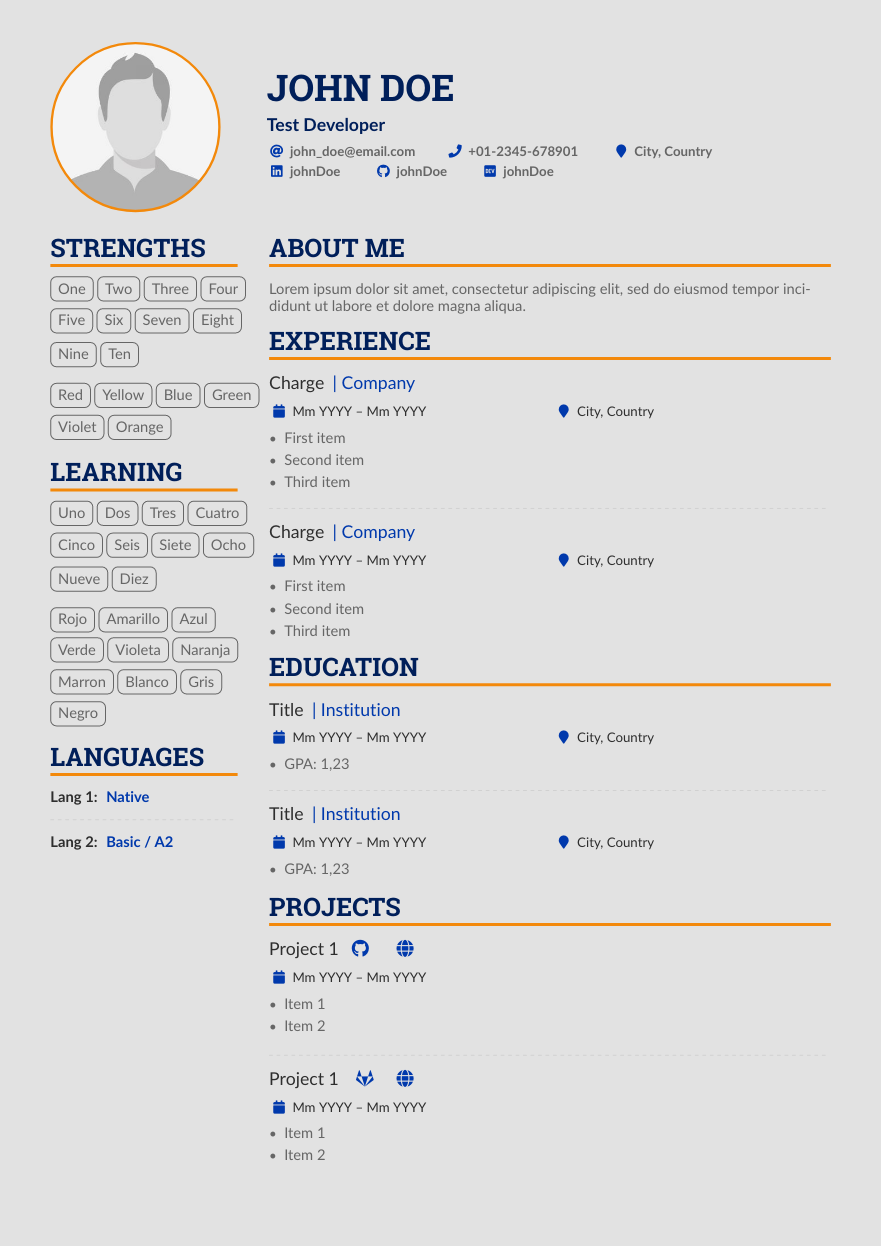 JOHN DOE
Test Developer
john_doe@email.com +01-2345-678901 City, Country
johnDoe johnDoe DEV johnDoe
STRENGTHS
One Two Three Four
Five Six Seven Eight
Nine Ten
Red Yellow Blue Green
Violet Orange
LEARNING
Uno Dos Tres Cuatro
Cinco Seis Siete Ocho
Nueve Diez
Rojo Amarillo Azul
Verde Violeta Naranja
Marron Blanco Gris
Negro
LANGUAGES
Lang 1: Native
Lang 2: Basic / A2
ABOUT ME
Lorem ipsum dolor sit amet, consectetur adipiscing elit, sed do eiusmod tempor inci-
didunt ut labore et dolore magna aliqua.
EXPERIENCE
Charge | Company
Mm YYYY – Mm YYYY City, Country
• First item
• Second item
• Third item
Charge | Company
Mm YYYY – Mm YYYY City, Country
• First item
• Second item
• Third item
EDUCATION
Title | Institution
Mm YYYY – Mm YYYY City, Country
• GPA: 1,23
Title | Institution
Mm YYYY – Mm YYYY City, Country
• GPA: 1,23
PROJECTS
Project 1
Mm YYYY – Mm YYYY
• Item 1
• Item 2
Project 1
Mm YYYY – Mm YYYY
• Item 1
• Item 2